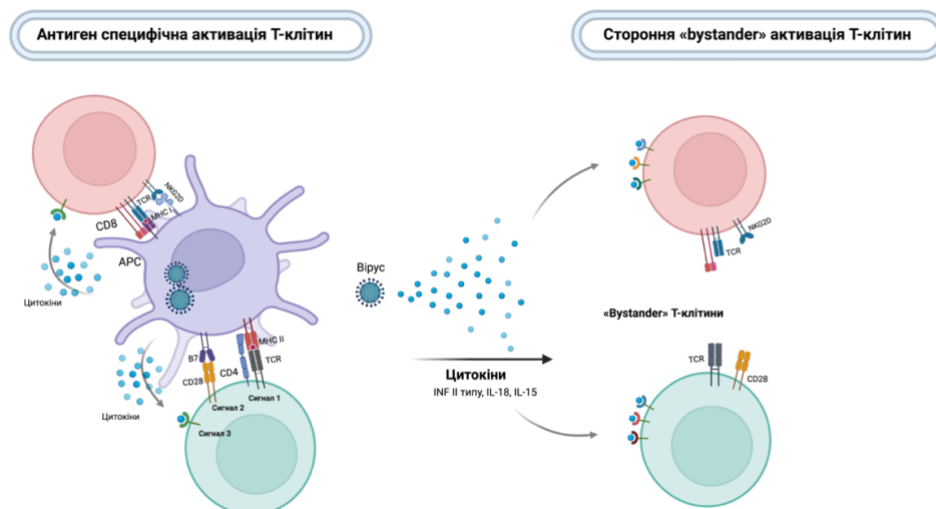 Антиген специфічна активація Т-клітин
Стороння «bystander» активація Т-клітин
NKG2D
TCR
MHC I
CD8
APC
Цитокіни
Вірус
NKG2D
TCR
«Bystander» Т-клітини
MHC II
B7
TCR
CD4
CD28
Сигнал 1
Сигнал 2
Сигнал 3
Цитокіни
Цитокіни
INF II типу, IL-18, IL-15
TCR
CD28